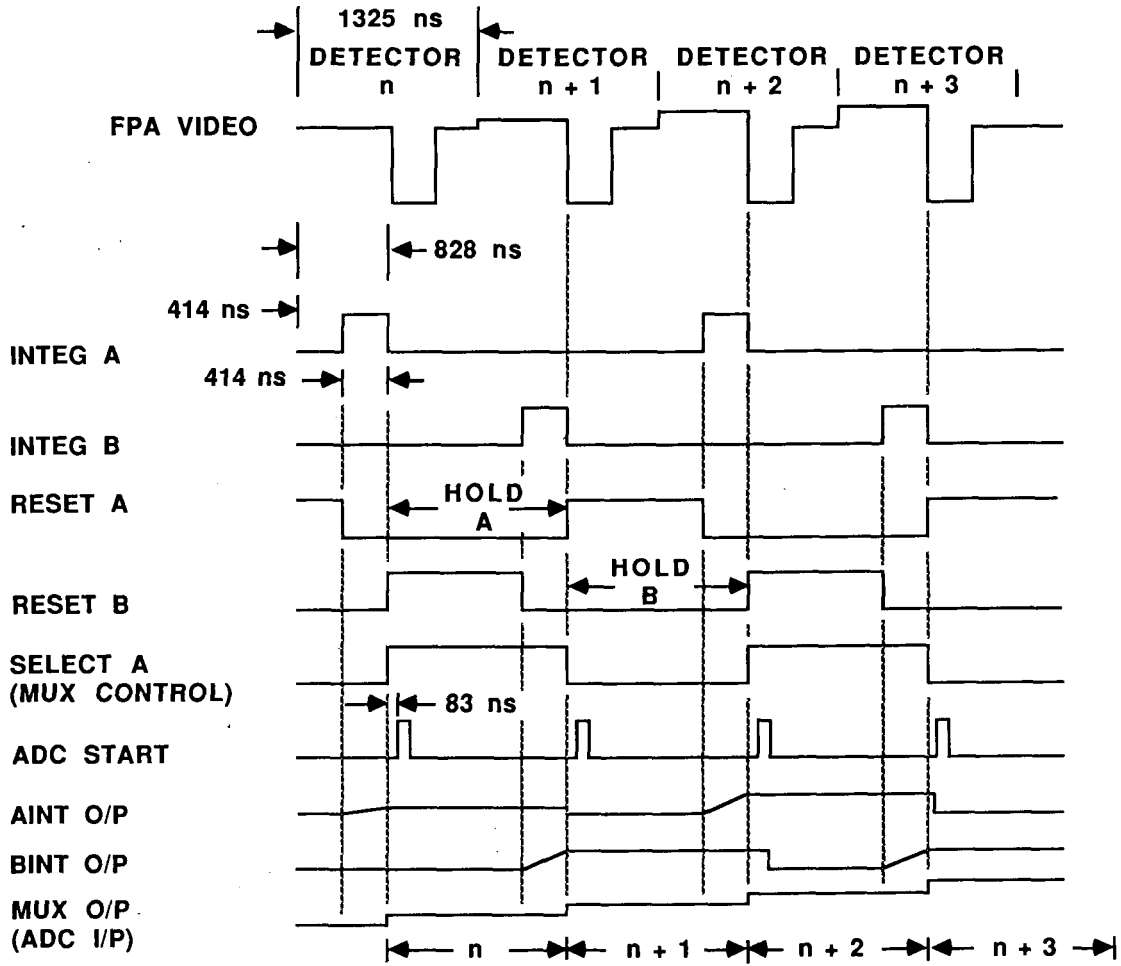 1325 ns
DETECTOR n
DETECTOR n + 1
DETECTOR n + 2
DETECTOR n + 3
FPA VIDEO
828 ns
414 ns
INTEG A
414 ns
INTEG B
RESET A
HOLD A
RESET B
HOLD B
SELECT A
(MUX CONTROL)
83 ns
ADC START
AINT O/P
BINT O/P
MUX O/P
(ADC I/P)
n
n + 1
n + 2
n + 3